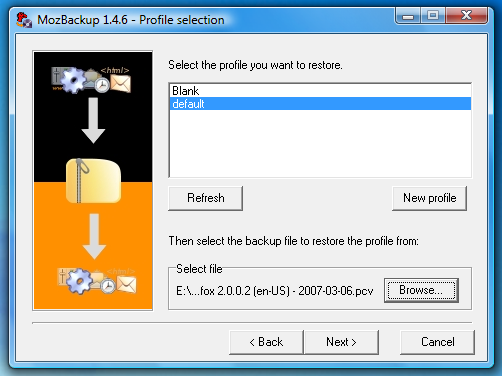 MozBackup 1.4.6 - Profile selection
<html>
Select the profile you want to restore.
Blank
default
Refresh
New profile
Then select the backup file to restore the profile from:
Select file
E:\...fox 2.0.0.2 (en-US) - 2007-03-06.pcv
Browse...
<html>
< Back
Next >
Cancel